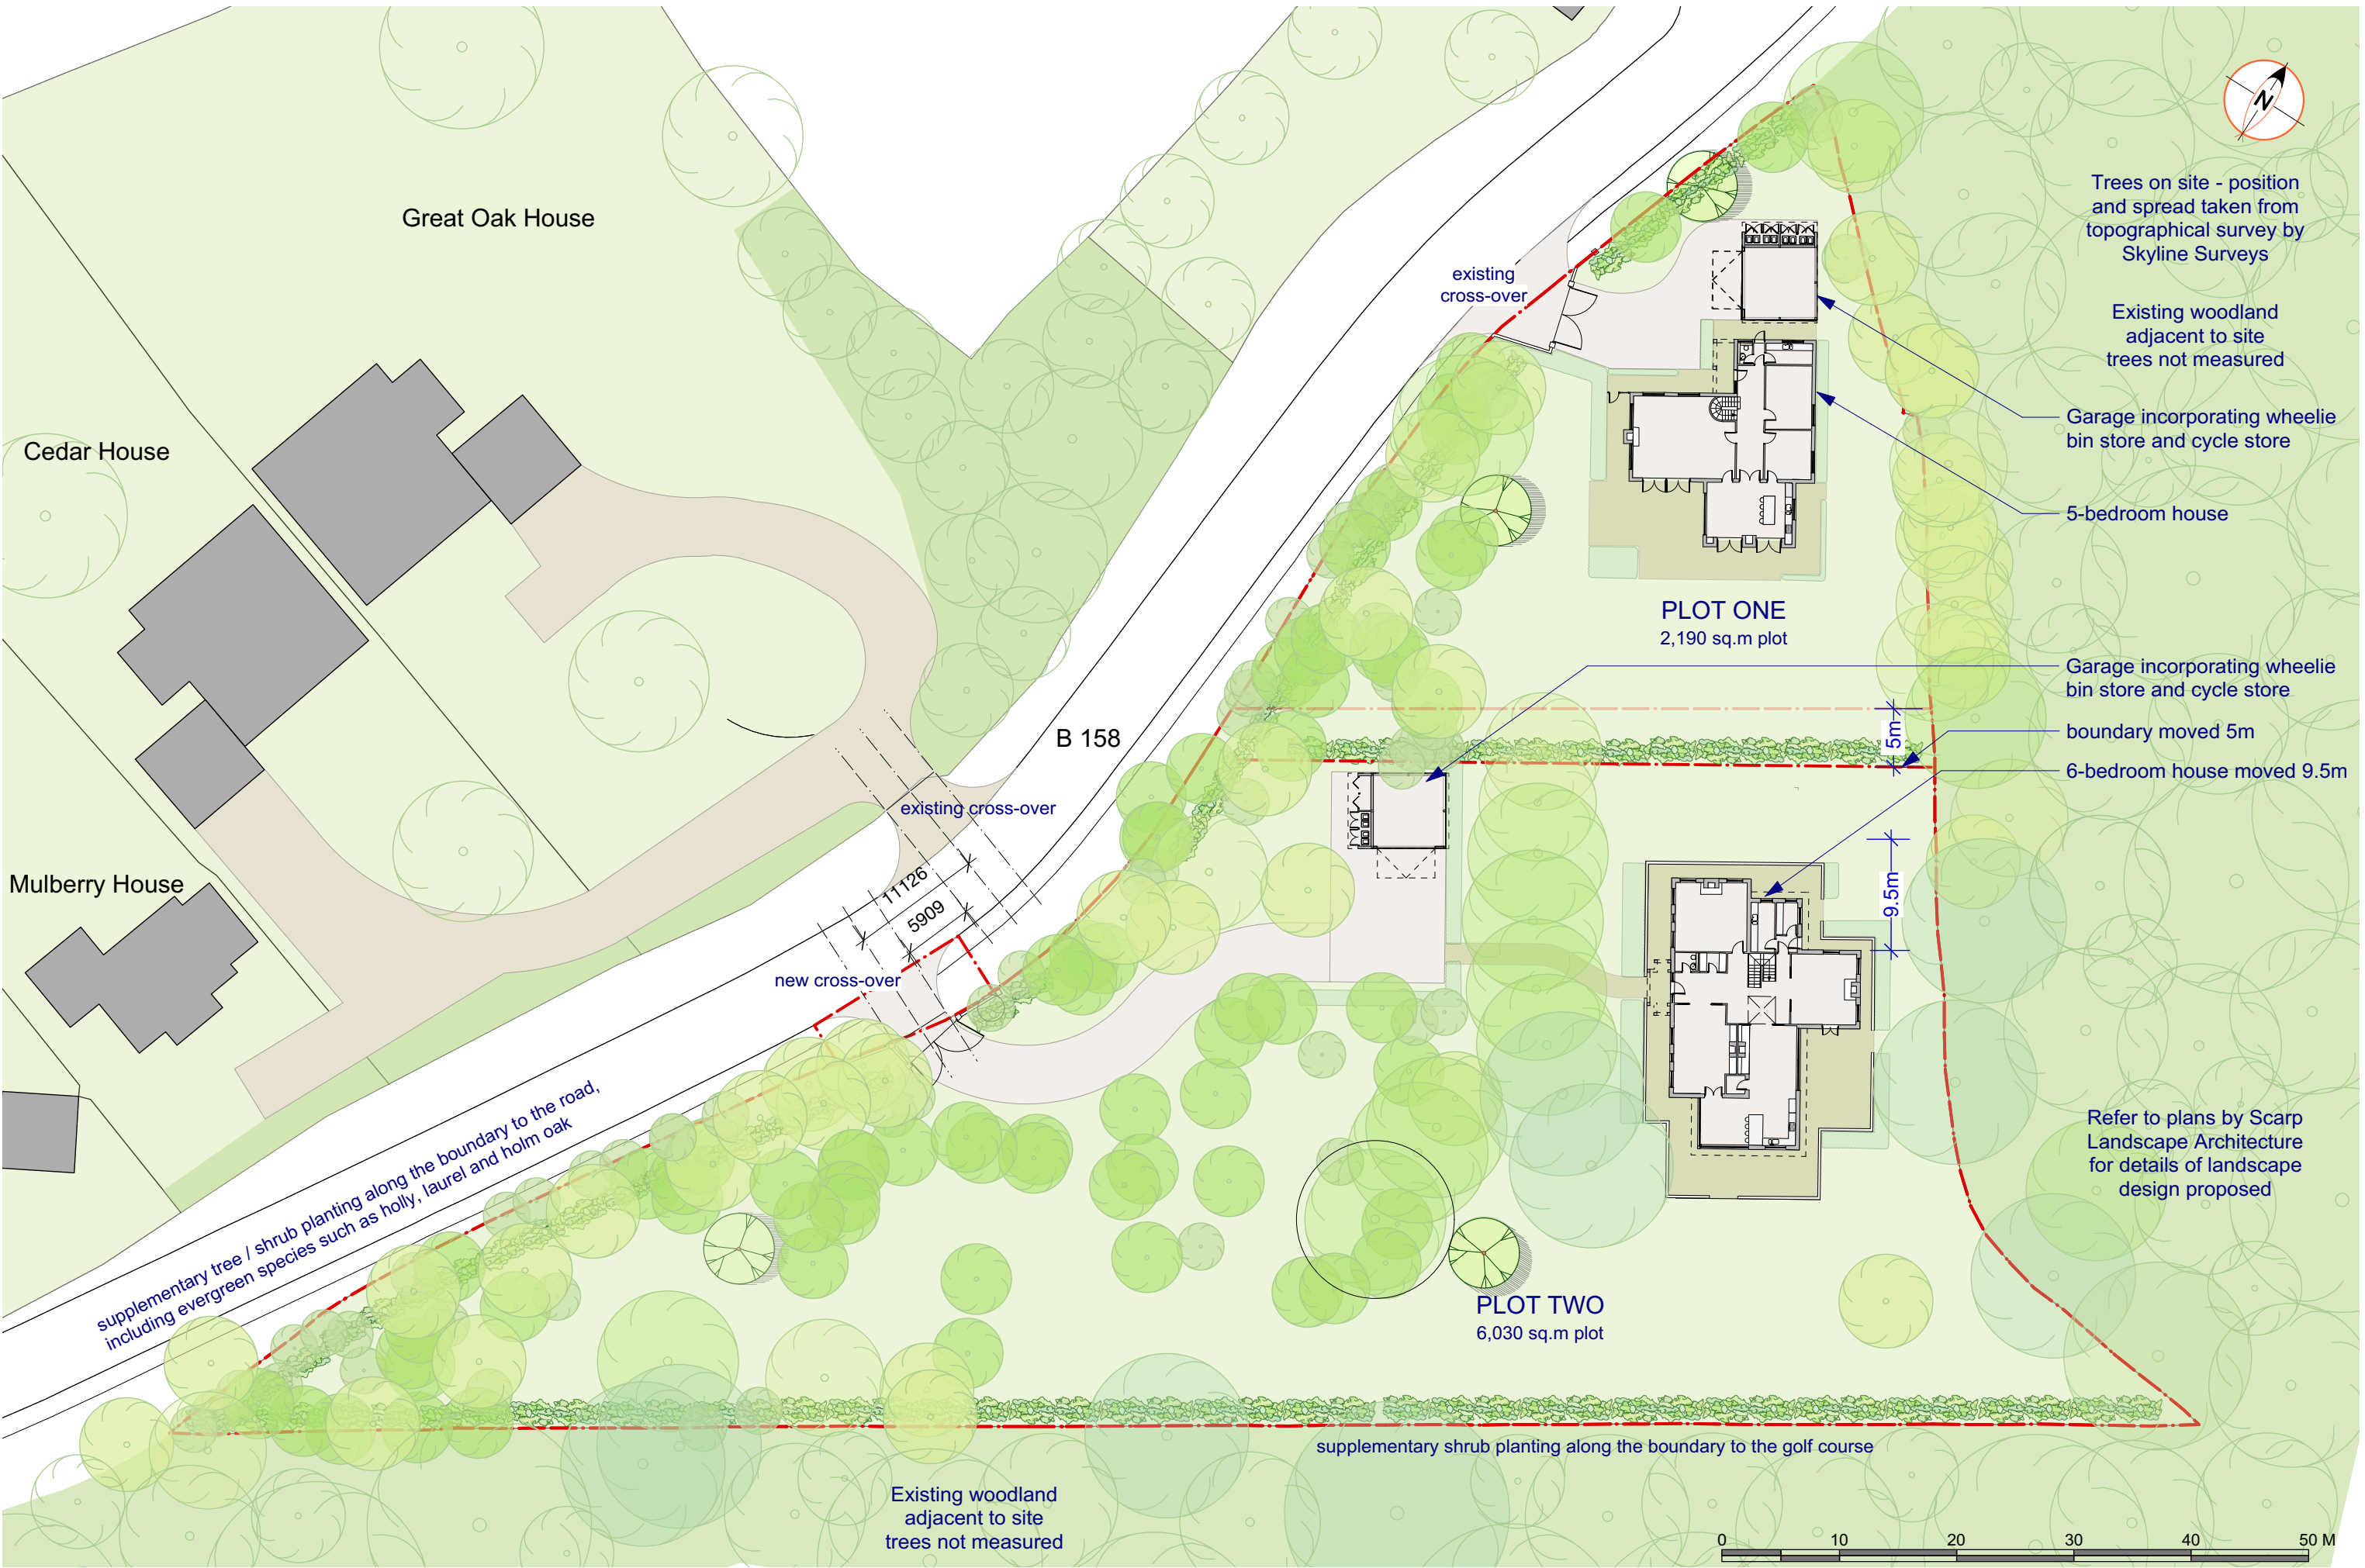 Great Oak House
Cedar House
Mulberry House
N
Trees on site - position
and spread taken from
topographical survey by
Skyline Surveys
Existing woodland
adjacent to site
trees not measured
existing
cross-over
Garage incorporating wheelie
bin store and cycle store
5-bedroom house
PLOT ONE
2,190 sq.m plot
Garage incorporating wheelie
bin store and cycle store
5m
boundary moved 5m
6-bedroom house moved 9.5m
9.5m
B 158
existing cross-over
11126
5909
new cross-over
supplementary tree / shrub planting along the boundary to the road,
including evergreen species such as holly, laurel and holm oak
Refer to plans by Scarp
Landscape Architecture
for details of landscape
design proposed
PLOT TWO
6,030 sq.m plot
supplementary shrub planting along the boundary to the golf course
Existing woodland
adjacent to site
trees not measured
0 10 20 30 40 50 M